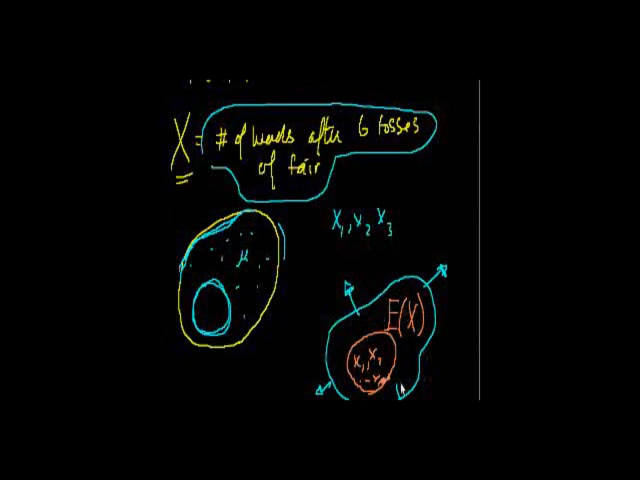 X = # of heads after 6 tosses
of fair
X₁, X₂ X₃
μ
E(X)
X₁, X₂